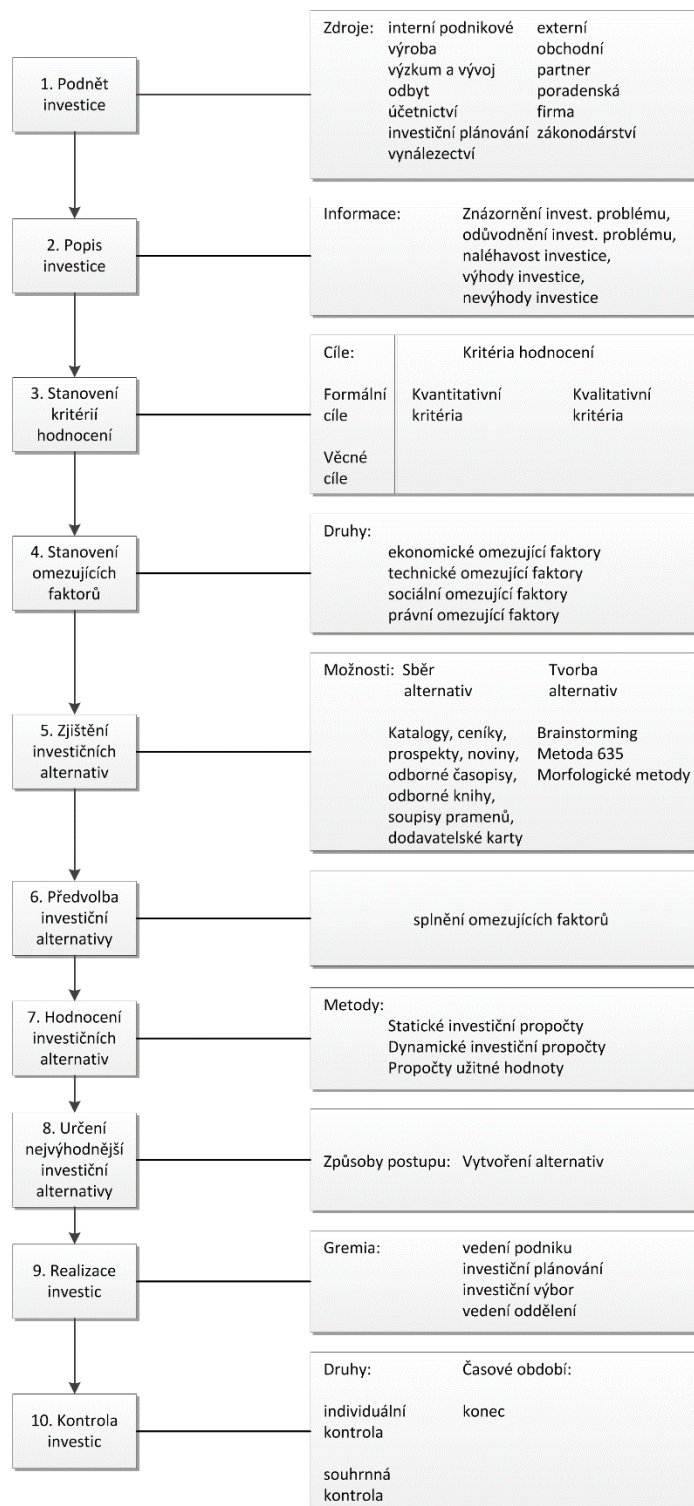 1. Podnět
investice
Zdroje: interní podnikové externí
výroba obchodní
výzkum a vývoj partner
odbyt poradenská
účetnictví firma
investiční plánování zákonodárství
vynálezectví
2. Popis
investice
Informace: Znázornění invest. problému,
odůvodnění invest. problému,
naléhavost investice,
výhody investice,
nevýhody investice
3. Stanovení
kritérií
hodnocení
Cíle: Kritéria hodnocení
Formální Kvantitativní Kvalitativní
cíle kritéria kritéria
Věcné
cíle
4. Stanovení
omezujících
faktorů
Druhy:
ekonomické omezující faktory
technické omezující faktory
sociální omezující faktory
právní omezující faktory
5. Zjištění
investičních
alternativ
Možnosti: Sběr Tvorba
alternativ alternativ
Katalogy, ceníky, Brainstorming
prospekty, noviny, Metoda 635
odborné časopisy, Morfologické metody
odborné knihy,
soupisy pramenů,
dodavatelské karty
6. Předvolba
investiční
alternativy
splnění omezujících faktorů
7. Hodnocení
investičních
alternativ
Metody:
Statické investiční propočty
Dynamické investiční propočty
Propočty užitné hodnoty
8. Určení
nejvýhodnější
investiční
alternativy
Způsoby postupu: Vytvoření alternativ
9. Realizace
investic
Gremia: vedení podniku
investiční plánování
investiční výbor
vedení oddělení
10. Kontrola
investic
Druhy: Časové období:
individuální konec
kontrola
souhrnná
kontrola